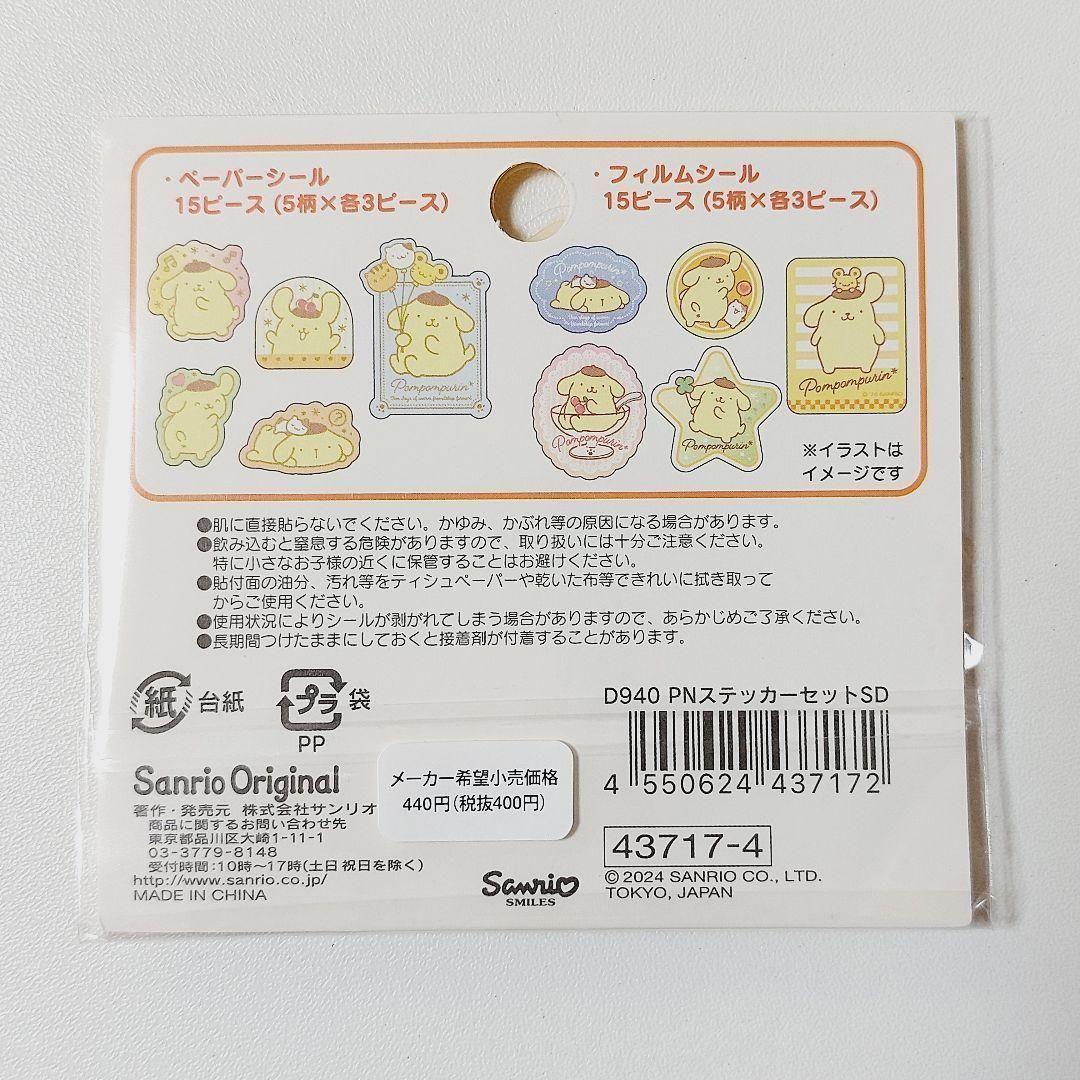 ・ペーパーシール
15ピース (5柄×各3ピース)
・フィルムシール
15ピース (5柄×各3ピース)
Pompompurin*
Pompompurin*
Pompompurin*
Pompompurin*
Pompompurin*
※イラストは
イメージです
●肌に直接貼らないでください。かゆみ、かぶれ等の原因になる場合があります。
●飲み込むと窒息する危険がありますので、取り扱いには十分ご注意ください。
特に小さなお子様の近くに保管することはお避けください。
●貼付面の油分、汚れ等をティシュペーパーや乾いた布等できれいに拭き取って
からご使用ください。
●使用状況によりシールが剥がれてしまう場合がありますので、あらかじめご了承ください。
●長期間つけたままにしておくと接着剤が付着することがあります。
紙 台紙
プラ 袋
PP
D940 PNステッカーセットSD
4 550624 437172
43717-4
© 2024 SANRIO CO., LTD.
TOKYO, JAPAN
Sanrio Original
著作・発売元 株式会社サンリオ
商品に関するお問い合わせ先
東京都品川区大崎1-11-1
03-3779-8148
受付時間:10時〜17時(土日祝日を除く)
http://www.sanrio.co.jp/
MADE IN CHINA
メーカー希望小売価格
440円(税抜400円)
Sanrio
SMILES